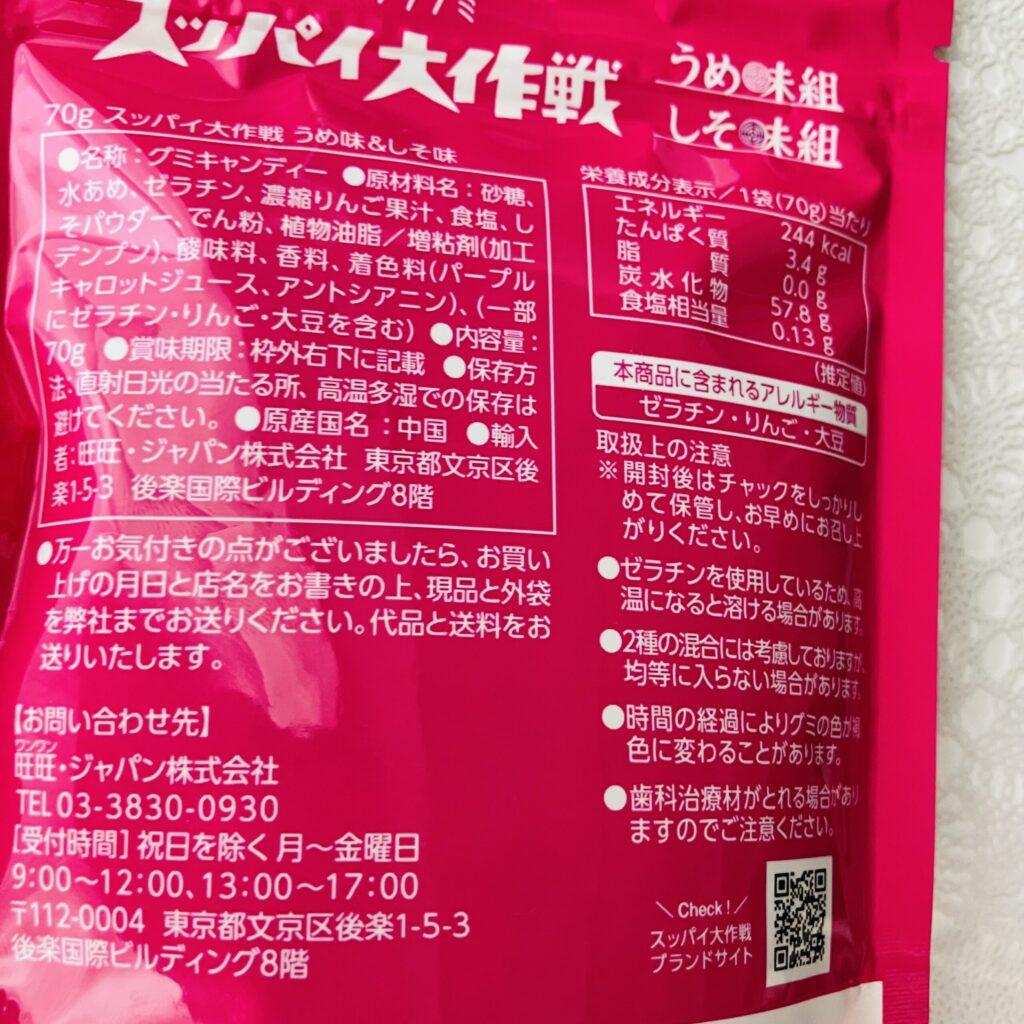 スッパイ大作戦
うめ味組
しそ味組
70g スッパイ大作戦 うめ味&しそ味
●名称：グミキャンディー ●原材料名：砂糖、
水あめ、ゼラチン、濃縮りんご果汁、食塩、し
そパウダー、でん粉、植物油脂／増粘剤(加工
デンプン)、酸味料、香料、着色料(パープル
キャロットジュース、アントシアニン)、(一部
にゼラチン・りんご・大豆を含む) ●内容量：
70g ●賞味期限：枠外右下に記載 ●保存方
法：直射日光の当たる所、高温多湿での保存は
避けてください。 ●原産国名：中国 ●輸入
者：旺旺・ジャパン株式会社 東京都文京区後
楽1-5-3 後楽国際ビルディング8階
●万一お気付きの点がございましたら、お買い
上げの月日と店名をお書きの上、現品と外袋
を弊社までお送りください。代品と送料をお
送りいたします。
【お問い合わせ先】
ワンワン
旺旺・ジャパン株式会社
TEL 03-3830-0930
[受付時間] 祝日を除く 月〜金曜日
9:00〜12:00、13:00〜17:00
〒112-0004 東京都文京区後楽1-5-3
後楽国際ビルディング8階
栄養成分表示／1袋(70g)当たり
エネルギー 244 kcal
たんぱく質 3.4 g
脂質 0.0 g
炭水化物 57.8 g
食塩相当量 0.13 g
(推定値)
本商品に含まれるアレルギー物質
ゼラチン・りんご・大豆
取扱上の注意
※開封後はチャックをしっかりし
めて保管し、お早めにお召し上
がりください。
●ゼラチンを使用しているため、高
温になると溶ける場合があります。
●2種の混合には考慮しておりますが、
均等に入らない場合があります。
●時間の経過によりグミの色が褐
色に変わることがあります。
●歯科治療材がとれる場合があり
ますのでご注意ください。
＼Check！／
スッパイ大作戦
ブランドサイト